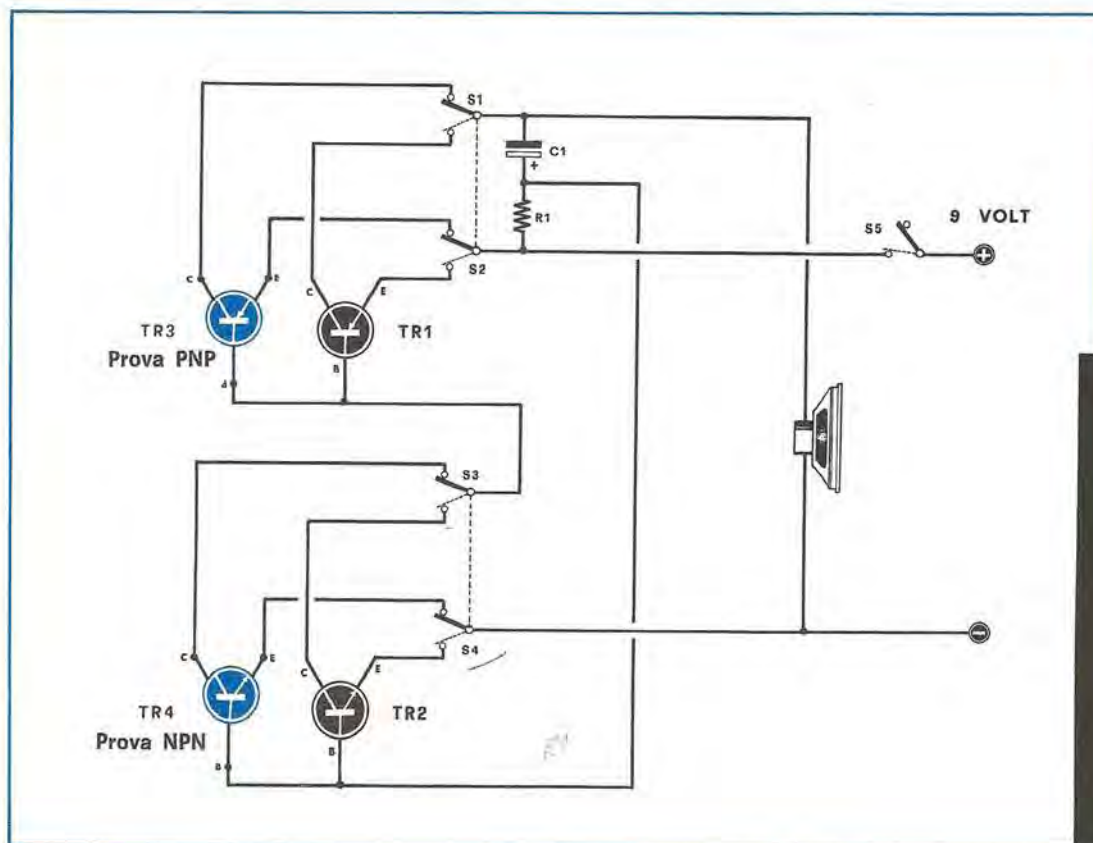 S1
C1
+
R1
S5
9 VOLT
+
S2
C
E
C
E
TR3
Prova PNP
TR1
B
B
S3
S4
-
C
E
C
E
TR4
Prova NPN
TR2
B
B